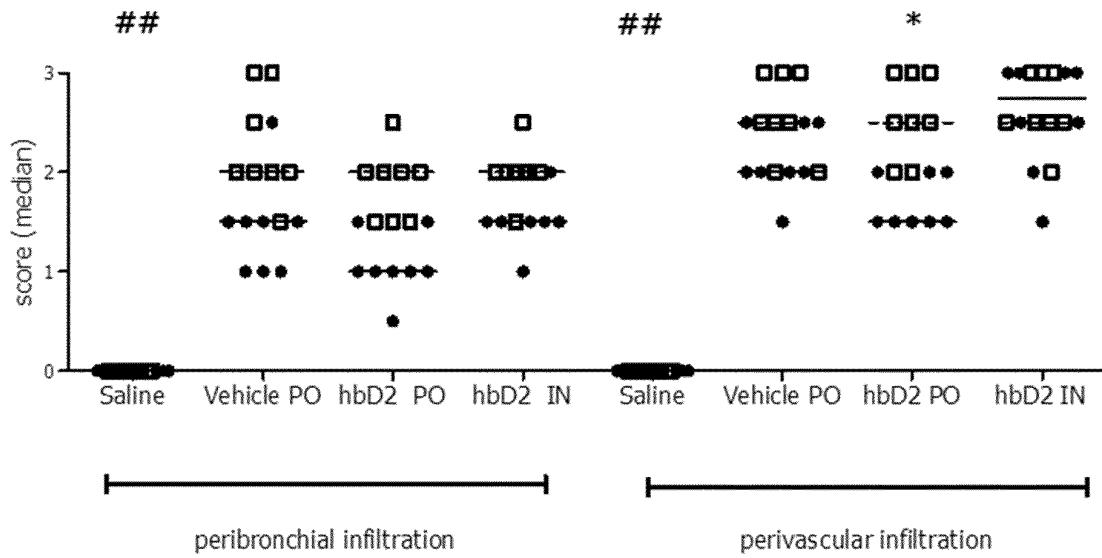 ## ## *
score (median)
3
2
1
0
Saline Vehicle PO hbD2 PO hbD2 IN Saline Vehicle PO hbD2 PO hbD2 IN
peribronchial infiltration perivascular infiltration